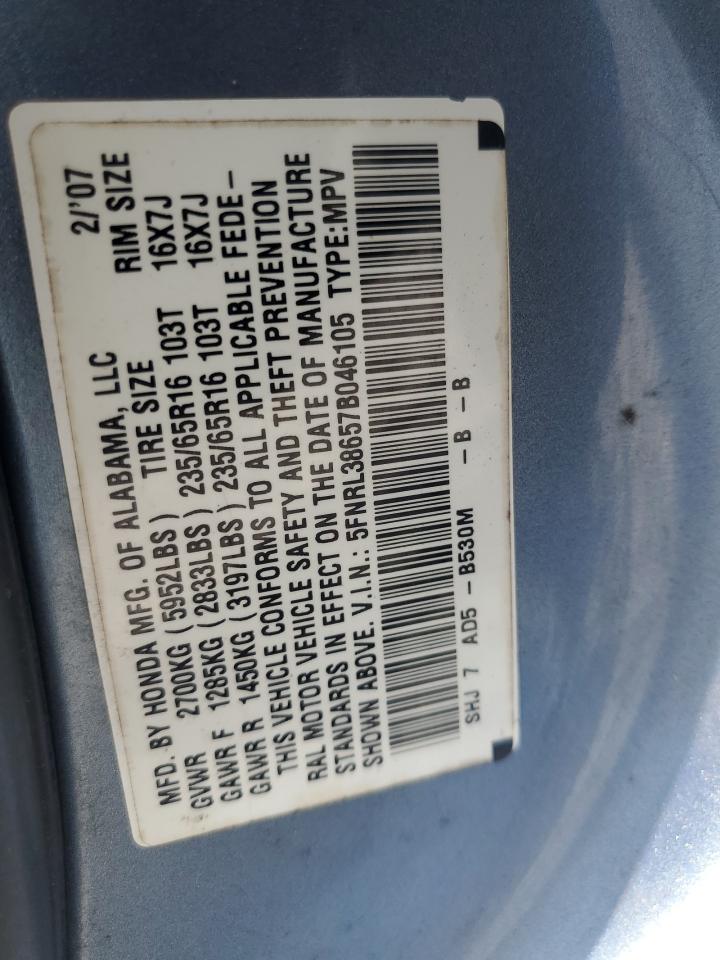 MFD. BY HONDA MFG. OF ALABAMA, LLC 2/'07
GVWR 2700KG (5952LBS) TIRE SIZE RIM SIZE
GAWR F 1285KG (2833LBS) 235/65R16 103T 16X7J
GAWR R 1450KG (3197LBS) 235/65R16 103T 16X7J
THIS VEHICLE CONFORMS TO ALL APPLICABLE FEDE-
RAL MOTOR VEHICLE SAFETY AND THEFT PREVENTION
STANDARDS IN EFFECT ON THE DATE OF MANUFACTURE
SHOWN ABOVE. V.I.N.: 5FNRL38657B046105 TYPE:MPV
SHJ 7 AD5 - B530M - B - B